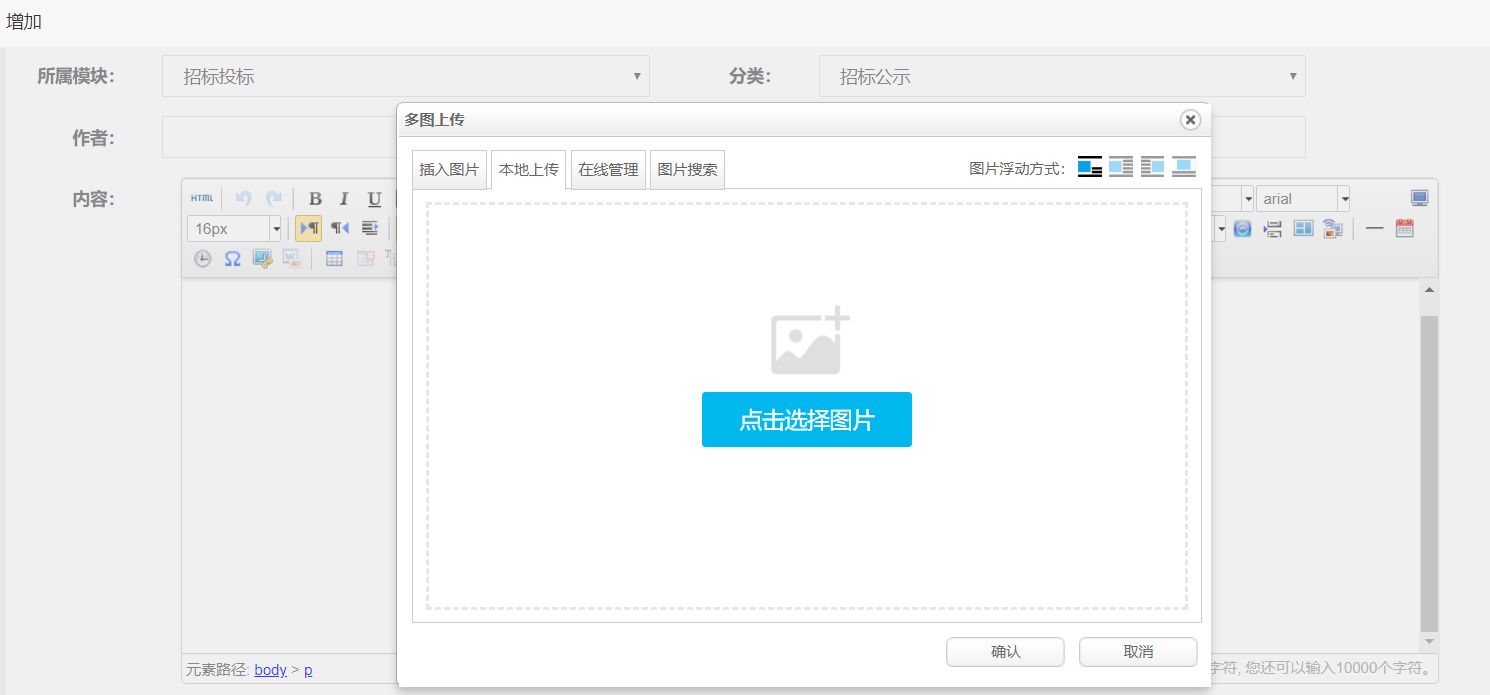 增加
所属模块：
招标投标
分类：
招标公示
作者：
内容：
HTML
B I U
arial
16px
Ω
多图上传
插入图片
本地上传
在线管理
图片搜索
图片浮动方式：
点击选择图片
确认
取消
元素路径: body > p
字符, 您还可以输入10000个字符。